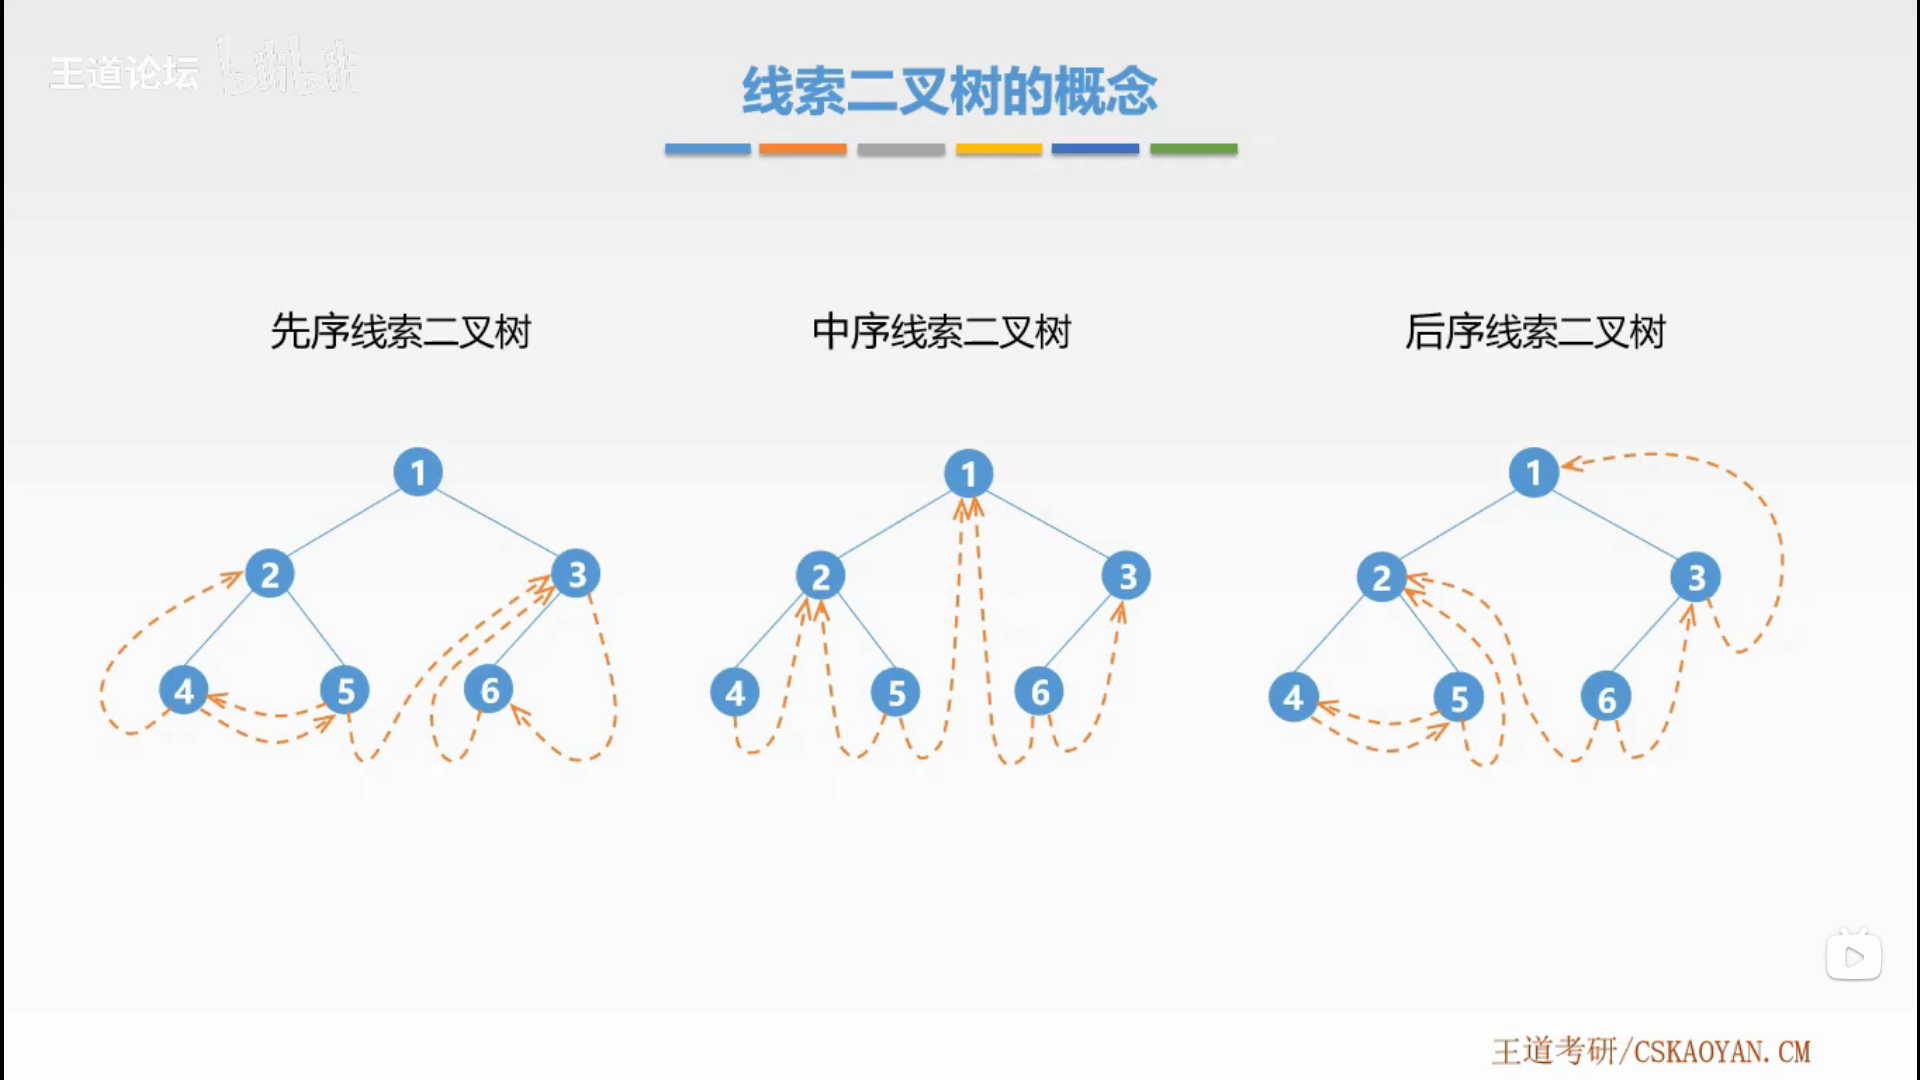 王道论坛 bilibili
线索二叉树的概念
先序线索二叉树 中序线索二叉树 后序线索二叉树
1 1 1
2 3 2 3 2 3
4 5 6 4 5 6 4 5 6
王道考研/CSKAOYAN.CM